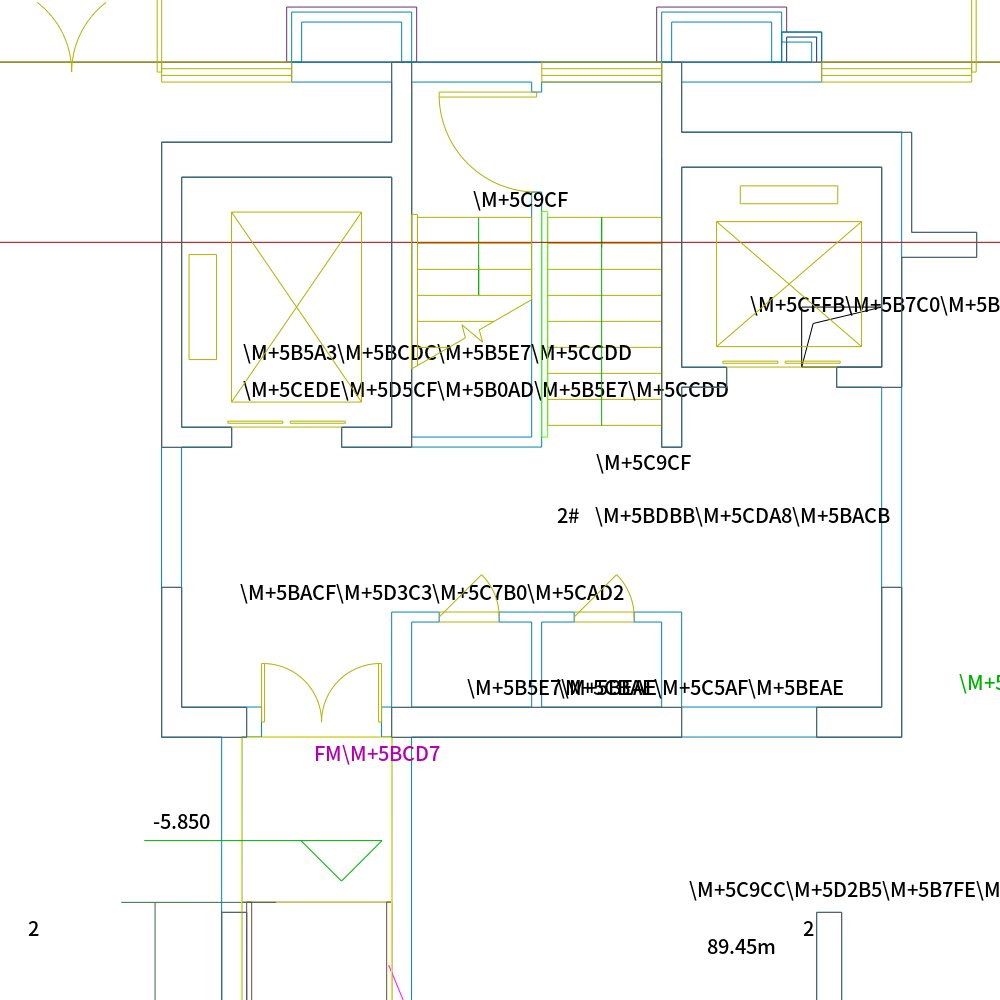 \M+5C9CF
\M+5CFFB\M+5B7C0\M+5B
\M+5B5A3\M+5BCDC\M+5B5E7\M+5CCDD
\M+5CEDE\M+5D5CF\M+5B0AD\M+5B5E7\M+5CCDD
\M+5C9CF
2# \M+5BDBB\M+5CDA8\M+5BACB
\M+5BACF\M+5D3C3\M+5C7B0\M+5CAD2
\M+5C5AF\M+5BEAE
\M+5
FM\M+5BCD7
-5.850
\M+5C9CC\M+5D2B5\M+5B7FE\M
2
2
89.45m